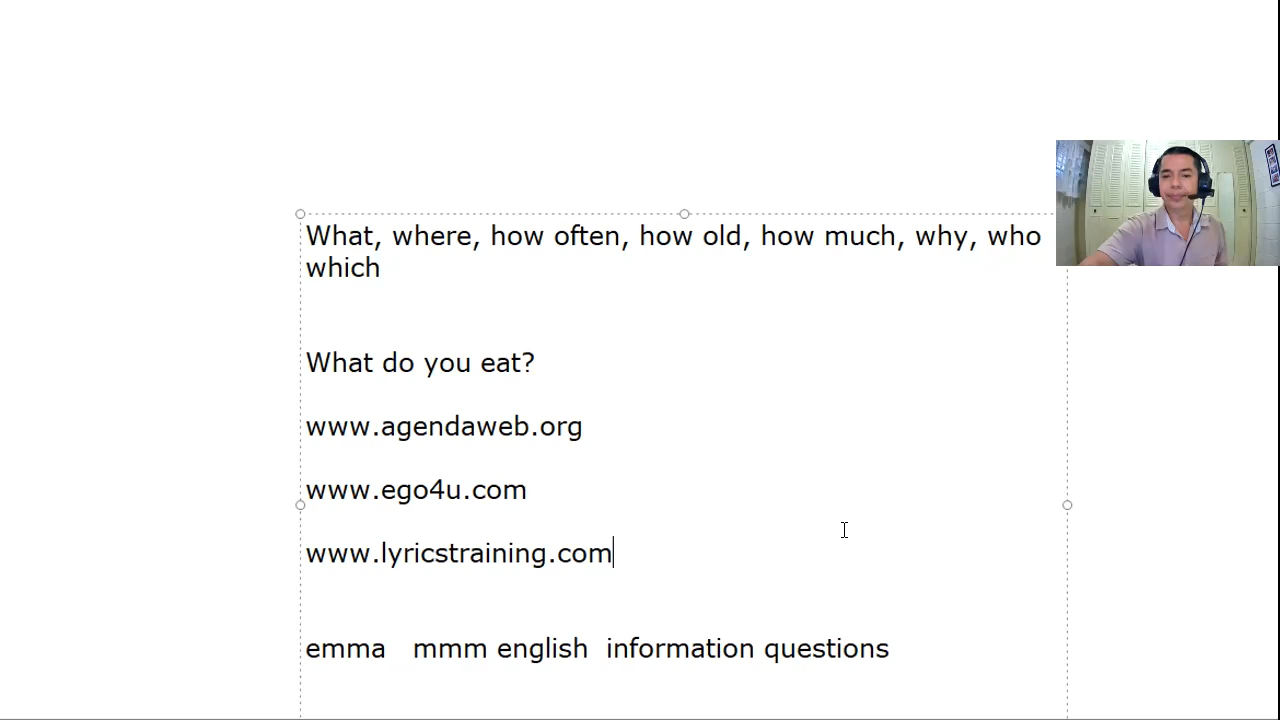 What, where, how often, how old, how much, why, who
which
What do you eat?
www.agendaweb.org
www.ego4u.com
www.lyricstraining.com
emma   mmm english  information questions